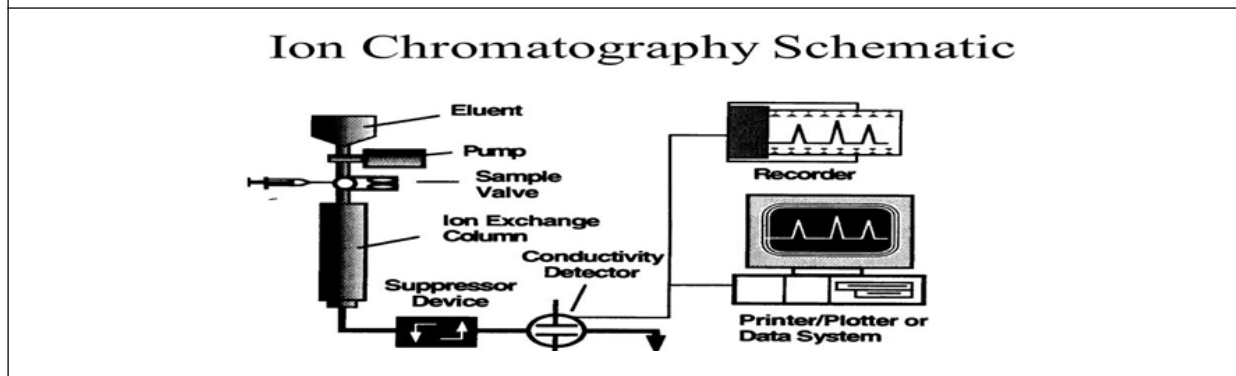 Ion Chromatography Schematic
Eluent
Pump
Sample
Valve
Ion Exchange
Column
Conductivity
Detector
Suppressor
Device
Recorder
Printer/Plotter or
Data System